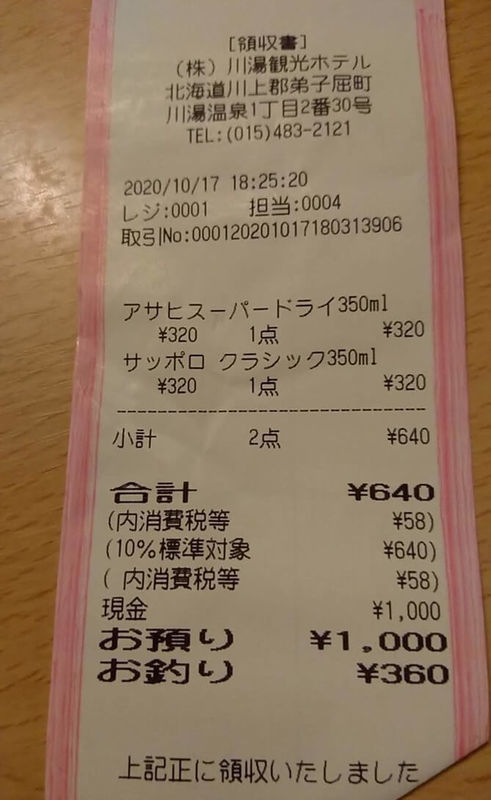 [領収書]
(株)川湯観光ホテル
北海道川上郡弟子屈町
川湯温泉1丁目2番30号
TEL:(015)483-2121
2020/10/17 18:25:20
レジ:0001 担当:0004
取引No:000120201017180313906
アサヒスーパードライ350ml
¥320 1点 ¥320
サッポロ クラシック350ml
¥320 1点 ¥320
--------------------------------
小計 2点 ¥640
合計 ¥640
(内消費税等 ¥58)
(10%標準対象 ¥640)
( 内消費税等 ¥58)
現金 ¥1,000
お預り ¥1,000
お釣り ¥360
上記正に領収いたしました